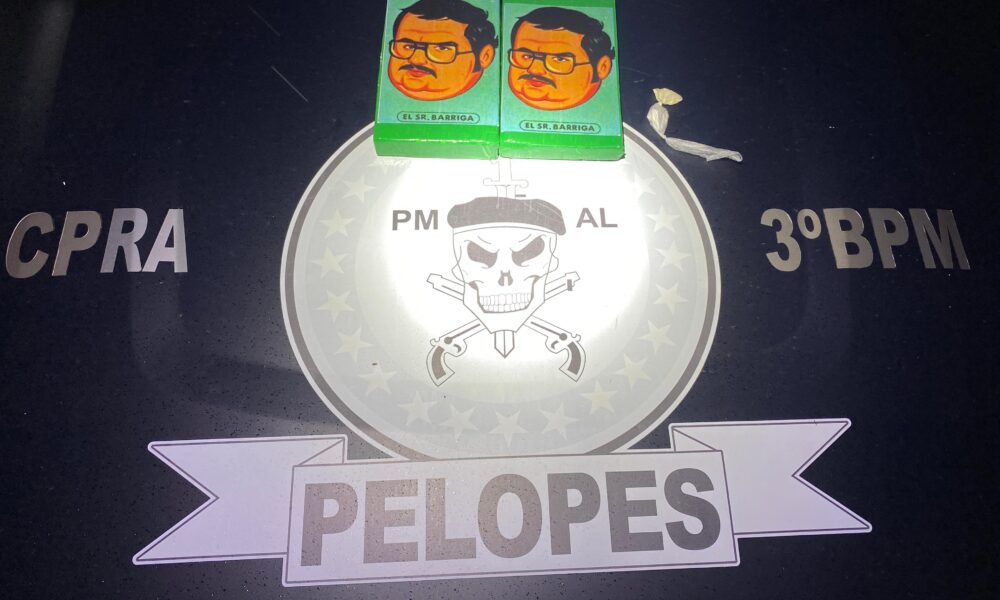 EL SR. BARRIGA
EL SR. BARRIGA
PM AL
CPRA
3ºBPM
PELOPES